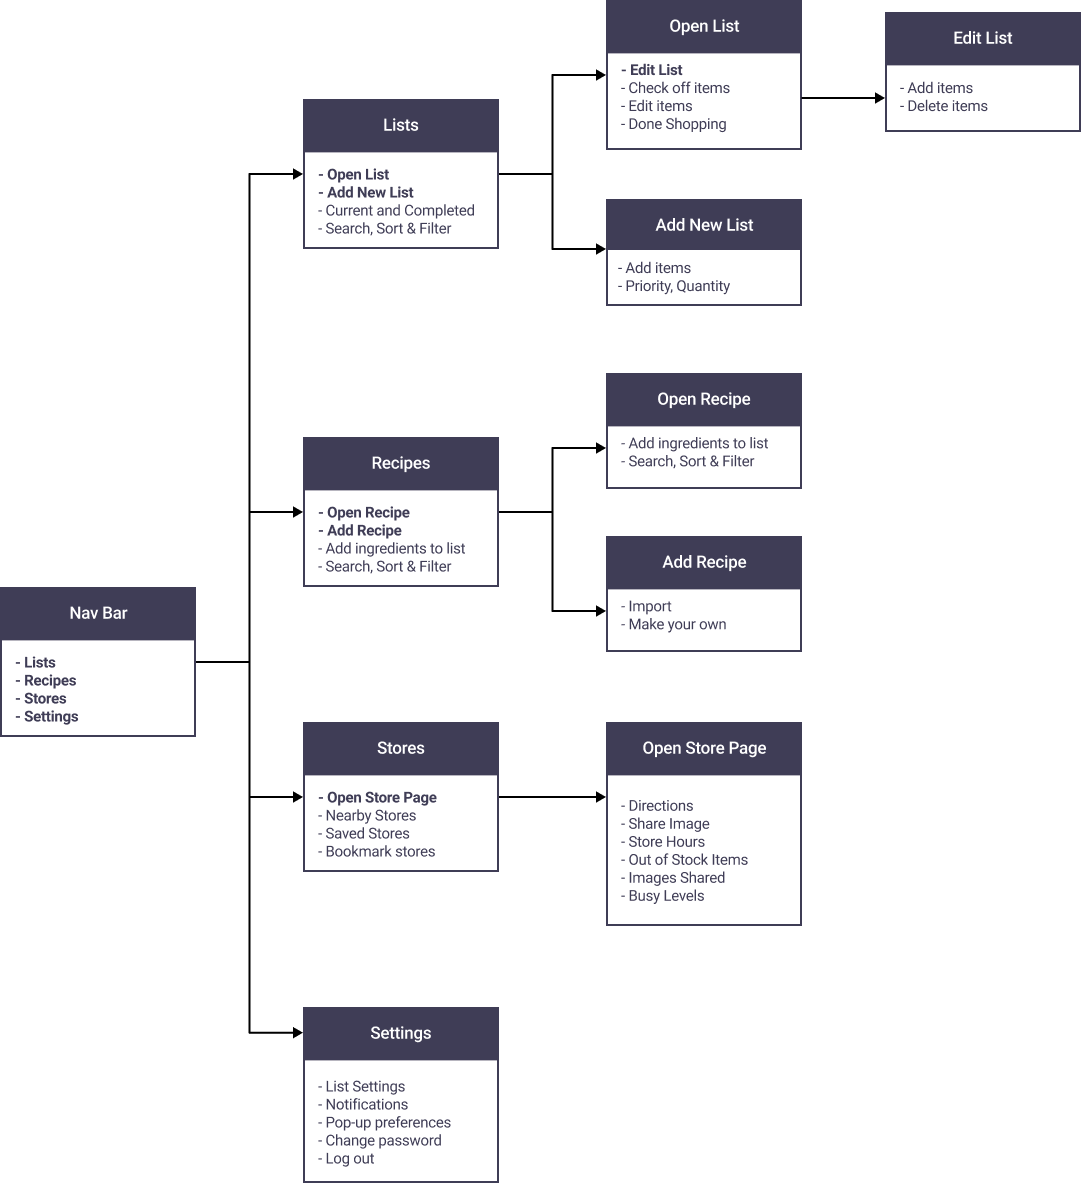 Open List
- Edit List
- Check off items
- Edit items
- Done Shopping
Edit List
- Add items
- Delete items
Lists
- Open List
- Add New List
- Current and Completed
- Search, Sort & Filter
Add New List
- Add items
- Priority, Quantity
Open Recipe
- Add ingredients to list
- Search, Sort & Filter
Recipes
- Open Recipe
- Add Recipe
- Add ingredients to list
- Search, Sort & Filter
Add Recipe
- Import
- Make your own
Nav Bar
- Lists
- Recipes
- Stores
- Settings
Stores
- Open Store Page
- Nearby Stores
- Saved Stores
- Bookmark stores
Open Store Page
- Directions
- Share Image
- Store Hours
- Out of Stock Items
- Images Shared
- Busy Levels
Settings
- List Settings
- Notifications
- Pop-up preferences
- Change password
- Log out